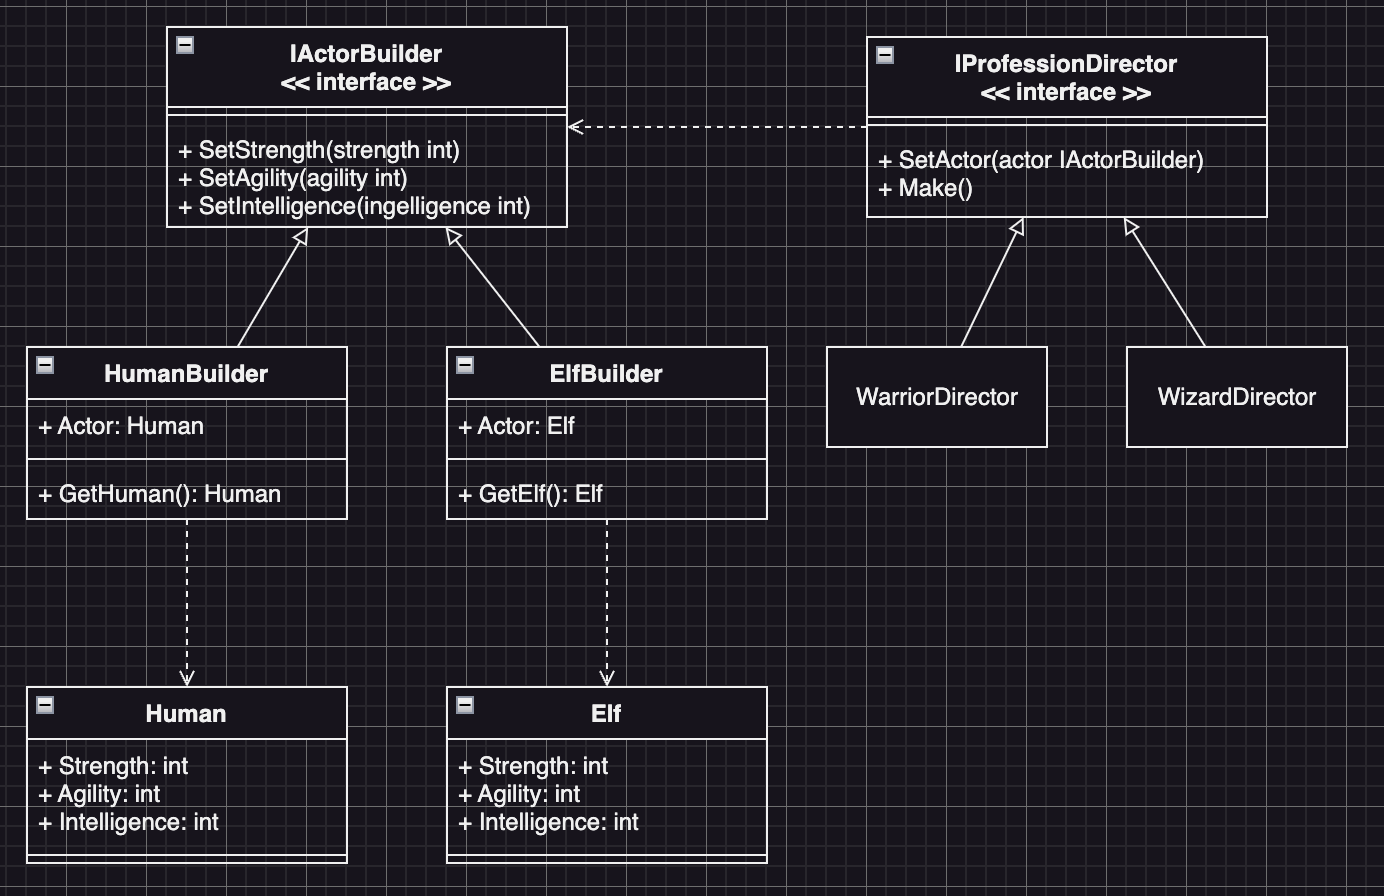 IActorBuilder
<< interface >>
+ SetStrength(strength int)
+ SetAgility(agility int)
+ SetIntelligence(ingelligence int)
IProfessionDirector
<< interface >>
+ SetActor(actor IActorBuilder)
+ Make()
HumanBuilder
+ Actor: Human
+ GetHuman(): Human
ElfBuilder
+ Actor: Elf
+ GetElf(): Elf
WarriorDirector
WizardDirector
Human
+ Strength: int
+ Agility: int
+ Intelligence: int
Elf
+ Strength: int
+ Agility: int
+ Intelligence: int